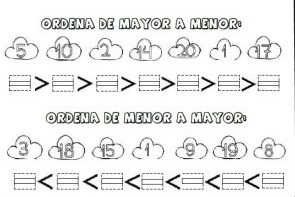 ORDENA DE MAYOR A MENOR:
5 10 2 14 20 1 17
> > > > > >
ORDENA DE MENOR A MAYOR:
3 18 15 1 9 19 8
< < < < < <